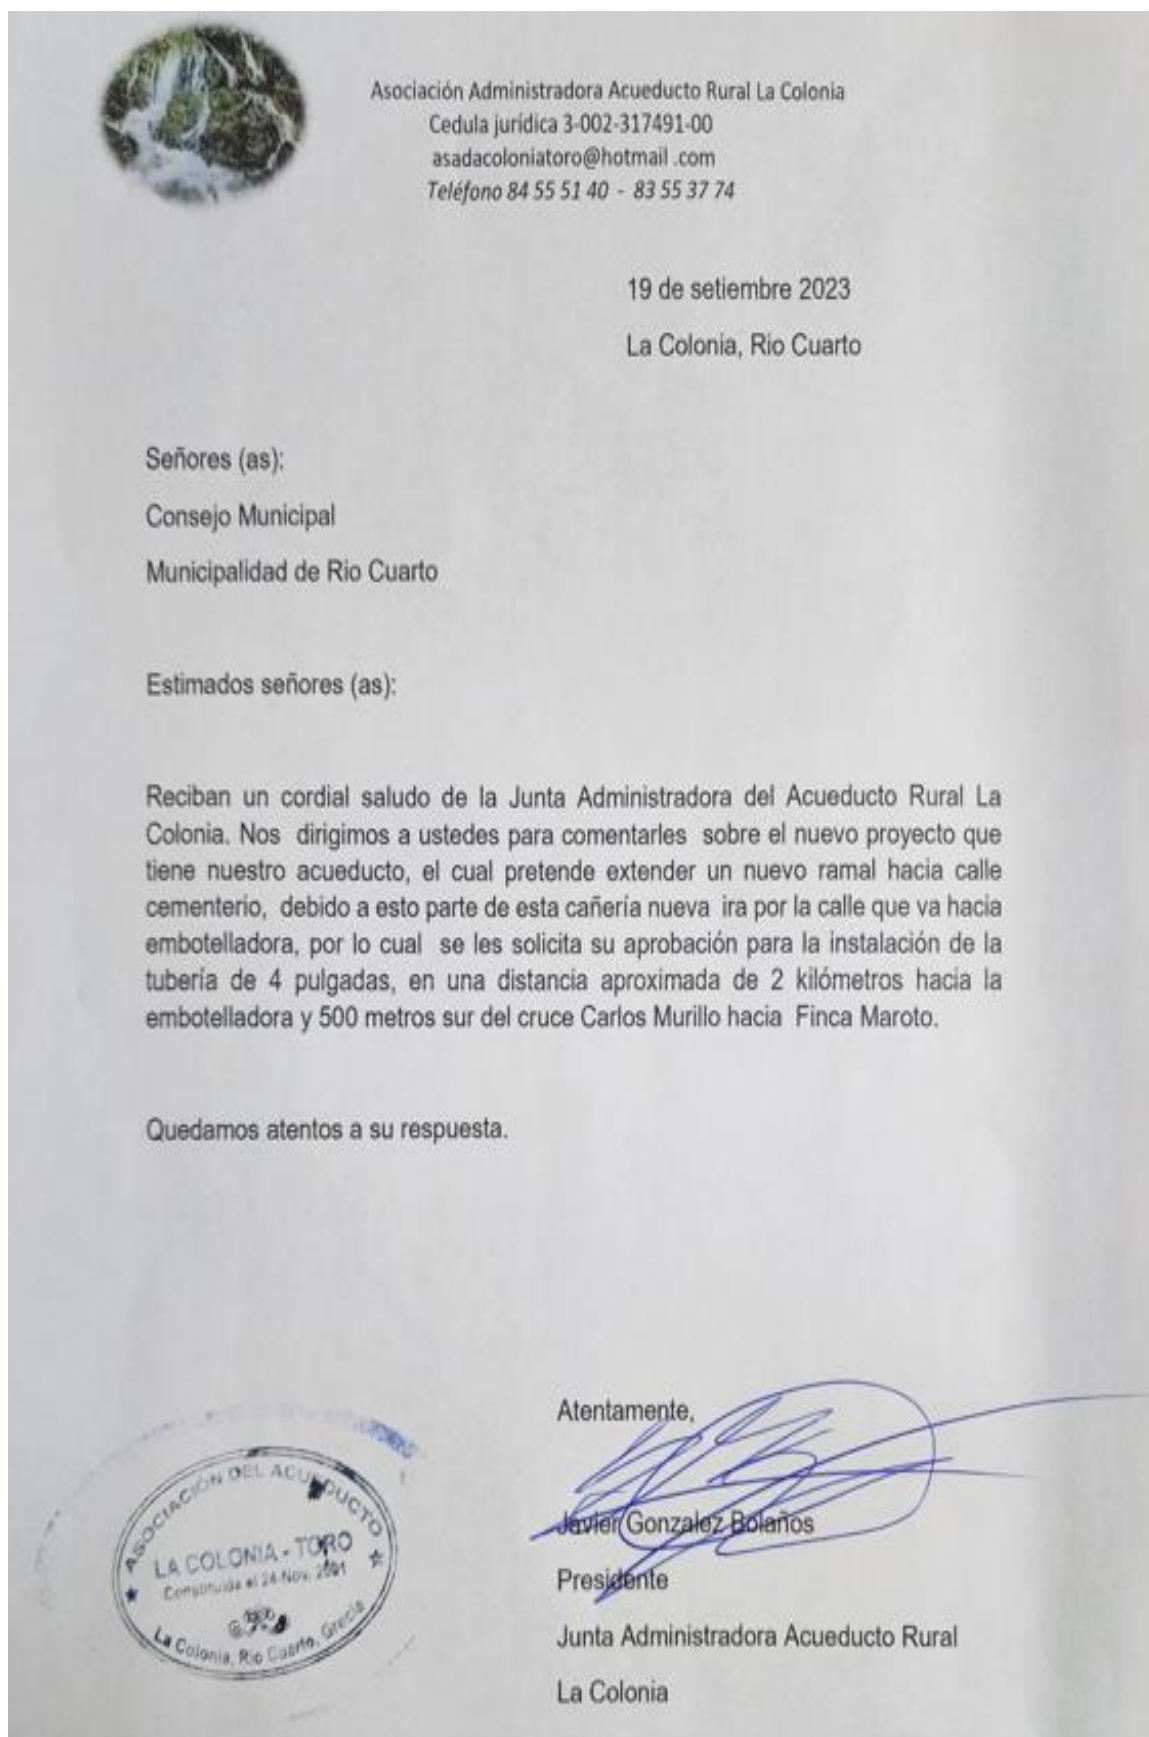 Asociación Administradora Acueducto Rural La Colonia
Cedula jurídica 3-002-317491-00
asadacoloniatoro@hotmail .com
Teléfono 84 55 51 40 - 83 55 37 74
19 de setiembre 2023
La Colonia, Rio Cuarto
Señores (as):
Consejo Municipal
Municipalidad de Rio Cuarto
Estimados señores (as):
Reciban un cordial saludo de la Junta Administradora del Acueducto Rural La
Colonia. Nos dirigimos a ustedes para comentarles sobre el nuevo proyecto que
tiene nuestro acueducto, el cual pretende extender un nuevo ramal hacia calle
cementerio, debido a esto parte de esta cañería nueva ira por la calle que va hacia
embotelladora, por lo cual se les solicita su aprobación para la instalación de la
tubería de 4 pulgadas, en una distancia aproximada de 2 kilómetros hacia la
embotelladora y 500 metros sur del cruce Carlos Murillo hacia Finca Maroto.
Quedamos atentos a su respuesta.
Atentamente,
Javier Gonzalez Bolaños
Presidente
Junta Administradora Acueducto Rural
La Colonia
ASOCIACIÓN DEL ACUEDUCTO
LA COLONIA - TORO
Constituida el 24 Nov. 2001
La Colonia, Rio Cuarto, Grecia